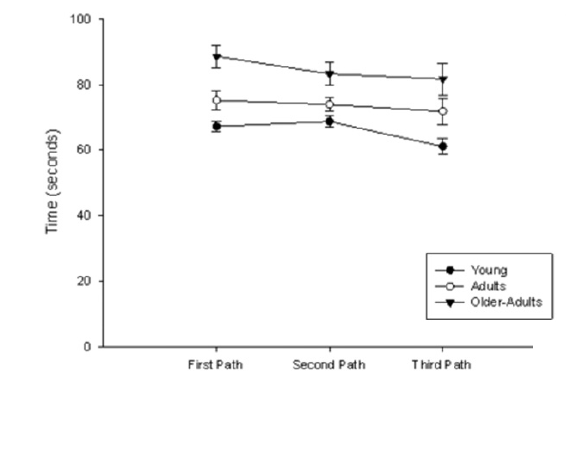 100
80
60
40
20
0
Time (seconds)
First Path
Second Path
Third Path
Young
Adults
Older-Adults